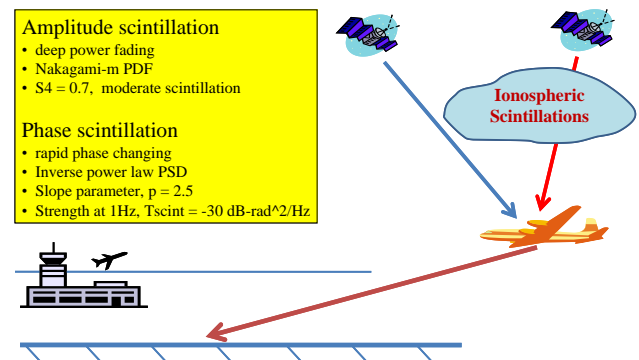 Amplitude scintillation
• deep power fading
• Nakagami-m PDF
• S4 = 0.7,  moderate scintillation
Phase scintillation
• rapid phase changing
• Inverse power law PSD
• Slope parameter, p = 2.5
• Strength at 1Hz, Tscint = -30 dB-rad^2/Hz
Ionospheric
Scintillations